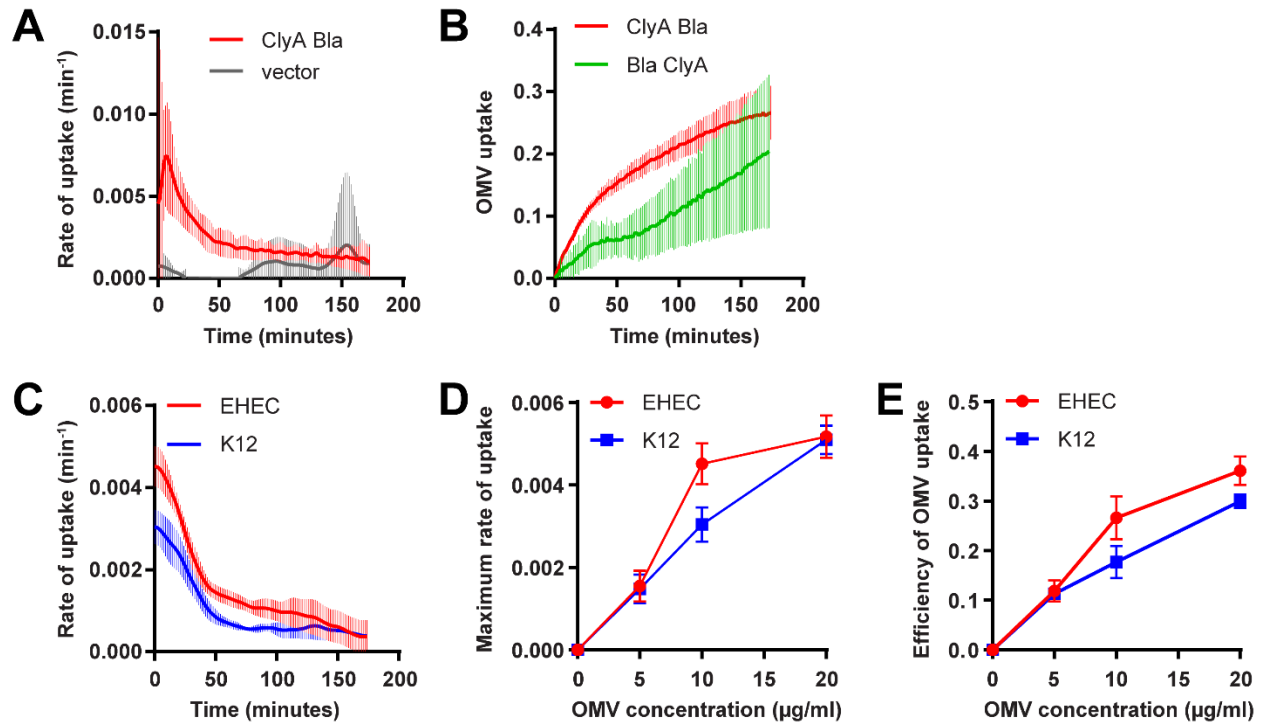 A
ClyA Bla
vector
Rate of uptake (min⁻¹)
0.015
0.010
0.005
0.000
0 50 100 150 200
Time (minutes)
B
ClyA Bla
Bla ClyA
OMV uptake
0.4
0.3
0.2
0.1
0.0
0 50 100 150 200
Time (minutes)
C
EHEC
K12
Rate of uptake (min⁻¹)
0.006
0.004
0.002
0.000
0 50 100 150 200
Time (minutes)
D
EHEC
K12
Maximum rate of uptake
0.006
0.004
0.002
0.000
0 5 10 15 20
OMV concentration (µg/ml)
E
EHEC
K12
Efficiency of OMV uptake
0.5
0.4
0.3
0.2
0.1
0.0
0 5 10 15 20
OMV concentration (µg/ml)